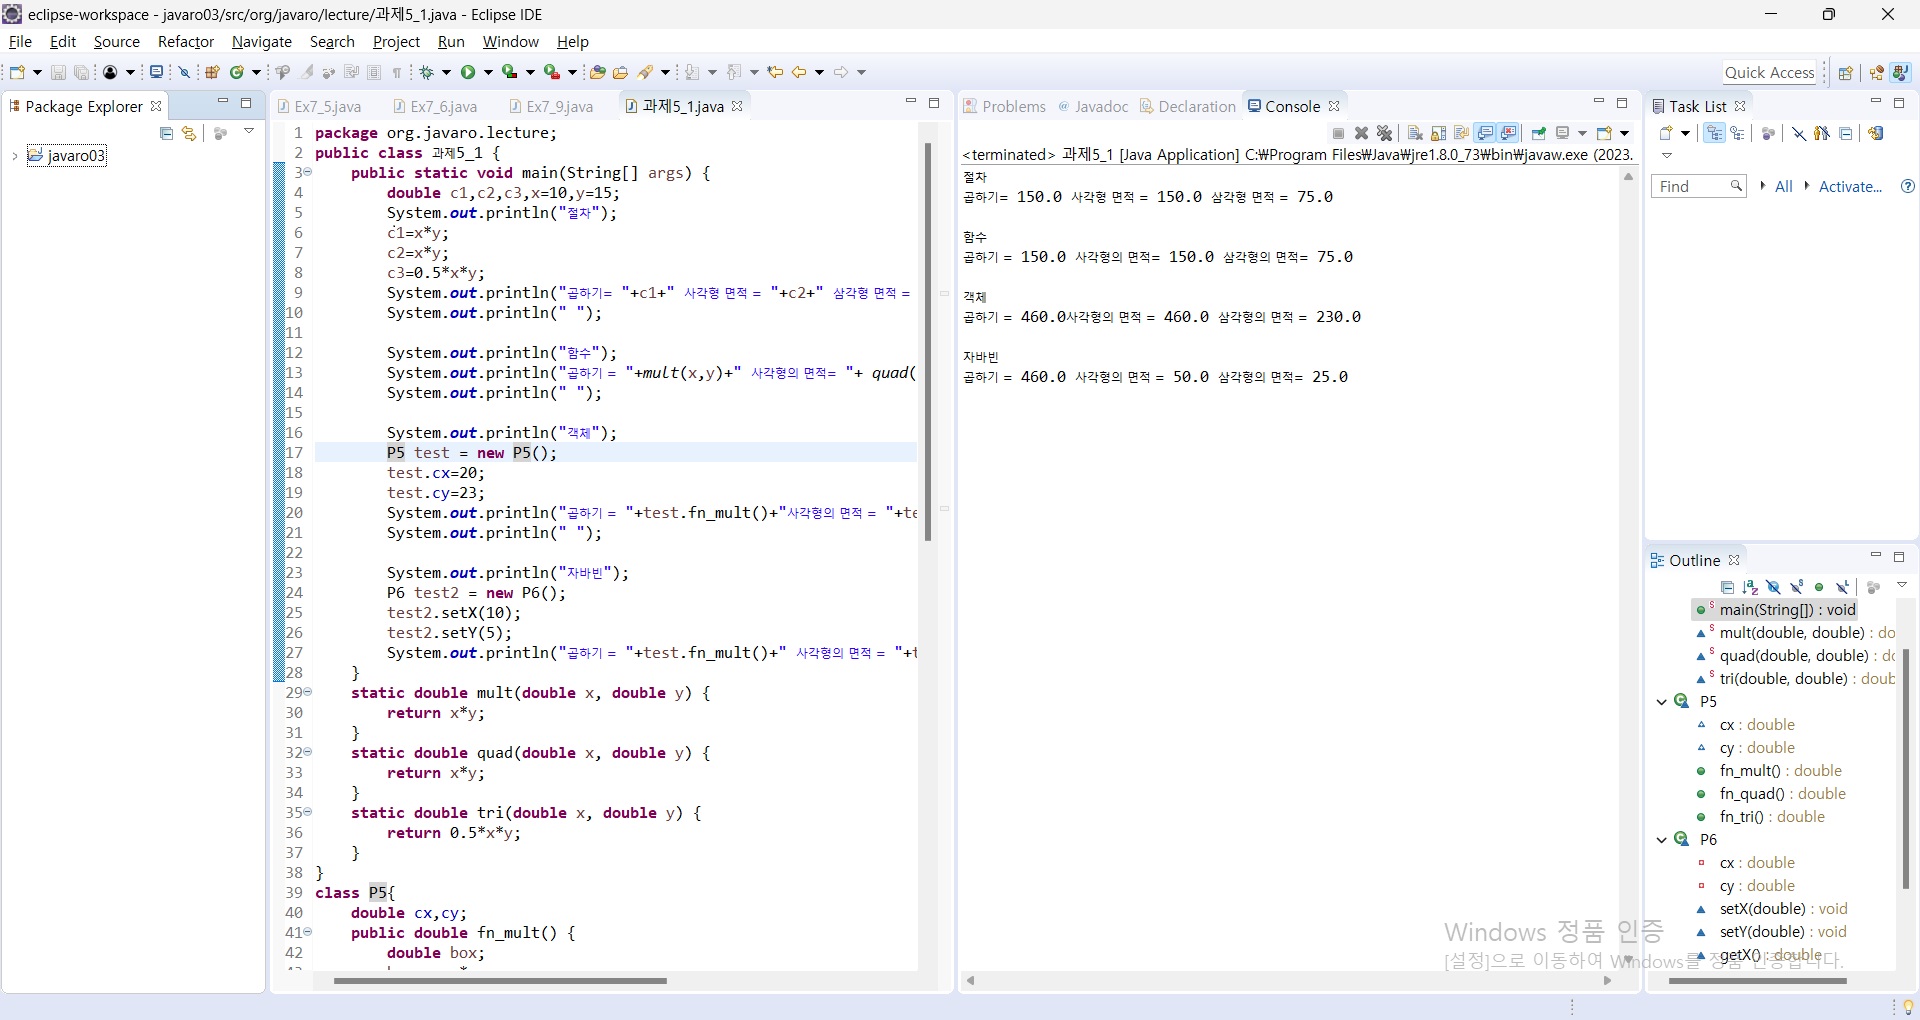 eclipse-workspace - javaro03/src/org/javaro/lecture/과제5_1.java - Eclipse IDE
File Edit Source Refactor Navigate Search Project Run Window Help
Quick Access
Package Explorer
javaro03
Ex7_5.java Ex7_6.java Ex7_9.java 과제5_1.java
1 package org.javaro.lecture;
2 public class 과제5_1 {
3 public static void main(String[] args) {
4 double c1,c2,c3,x=10,y=15;
5 System.out.println("절차");
6 c1=x*y;
7 c2=x*y;
8 c3=0.5*x*y;
9 System.out.println("곱하기= "+c1+" 사각형 면적 = "+c2+" 삼각형 면적 =
10 System.out.println(" ");
11
12 System.out.println("함수");
13 System.out.println("곱하기 = "+mult(x,y)+" 사각형의 면적= "+ quad(
14 System.out.println(" ");
15
16 System.out.println("객체");
17 P5 test = new P5();
18 test.cx=20;
19 test.cy=23;
20 System.out.println("곱하기 = "+test.fn_mult()+"사각형의 면적 = "+te
21 System.out.println(" ");
22
23 System.out.println("자바빈");
24 P6 test2 = new P6();
25 test2.setX(10);
26 test2.setY(5);
27 System.out.println("곱하기 = "+test.fn_mult()+" 사각형의 면적 = "+t
28 }
29 static double mult(double x, double y) {
30 return x*y;
31 }
32 static double quad(double x, double y) {
33 return x*y;
34 }
35 static double tri(double x, double y) {
36 return 0.5*x*y;
37 }
38 }
39 class P5{
40 double cx,cy;
41 public double fn_mult() {
42 double box;
Problems Javadoc Declaration Console
<terminated> 과제5_1 [Java Application] C:₩Program Files₩Java₩jre1.8.0_73₩bin₩javaw.exe (2023.
절차
곱하기= 150.0 사각형 면적 = 150.0 삼각형 면적 = 75.0
함수
곱하기 = 150.0 사각형의 면적= 150.0 삼각형의 면적= 75.0
객체
곱하기 = 460.0사각형의 면적 = 460.0 삼각형의 면적 = 230.0
자바빈
곱하기 = 460.0 사각형의 면적 = 50.0 삼각형의 면적= 25.0
Task List
Find All Activate...
Outline
main(String[]) : void
mult(double, double) : do
quad(double, double) : do
tri(double, double) : doub
P5
cx : double
cy : double
fn_mult() : double
fn_quad() : double
fn_tri() : double
P6
cx : double
cy : double
setX(double) : void
setY(double) : void
getX() : double
Windows 정품 인증
[설정]으로 이동하여 Windows를 정품 인증합니다.